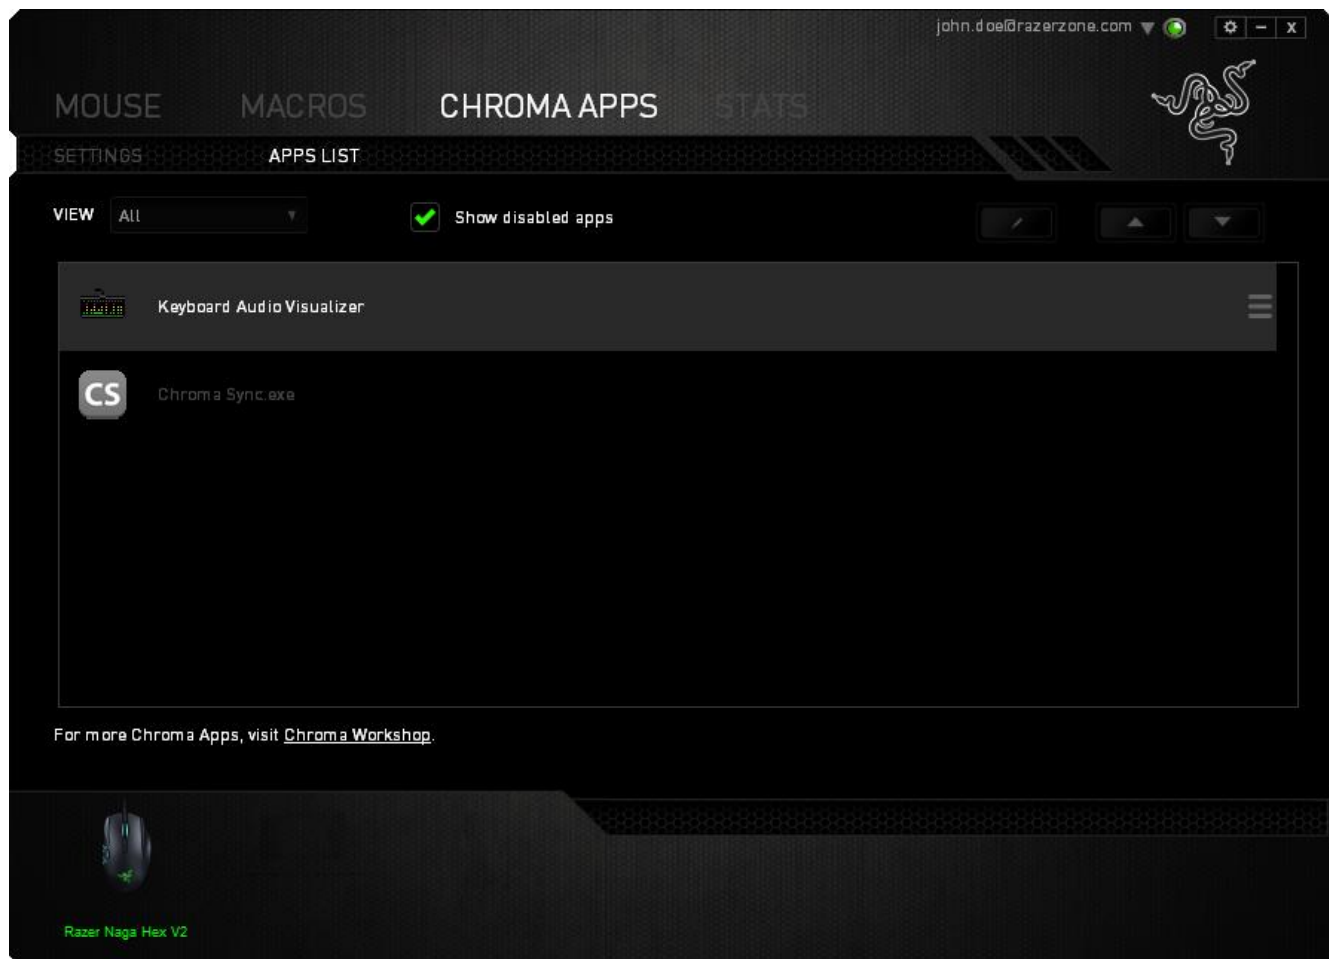 john.doe@razerzone.com
x
MOUSE MACROS CHROMA APPS STATS
SETTINGS APPS LIST
VIEW All Show disabled apps
Keyboard Audio Visualizer
CS Chroma Sync.exe
For more Chroma Apps, visit Chroma Workshop.
Razer Naga Hex V2